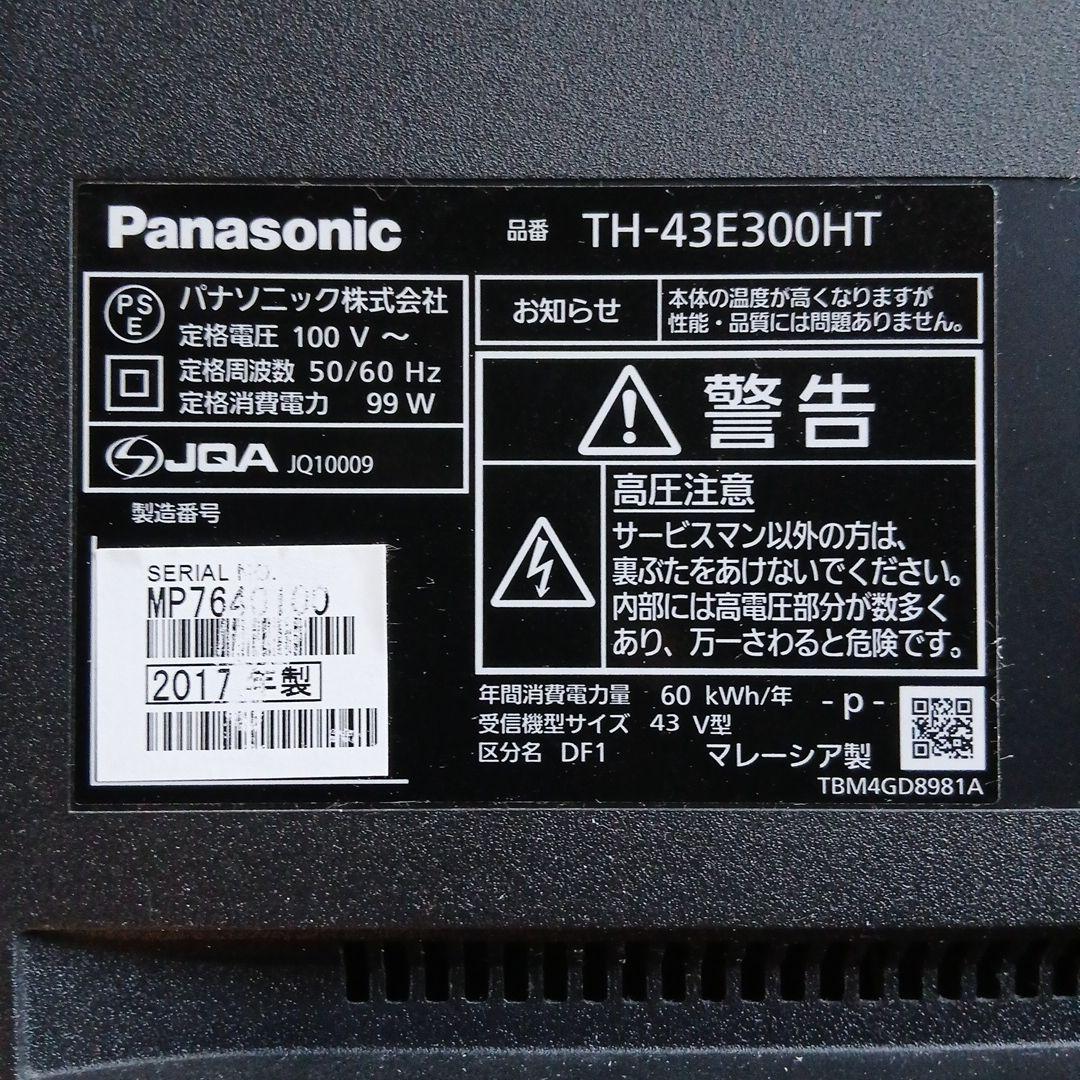 Panasonic
品番 TH-43E300HT
PS
E
パナソニック株式会社
定格電圧 100 V ～
定格周波数 50/60 Hz
定格消費電力 99 W
JQA JQ10009
製造番号
SERIAL NO.
2017 年製
お知らせ
本体の温度が高くなりますが
性能・品質には問題ありません。
警告
高圧注意
サービスマン以外の方は、
裏ぶたをあけないでください。
内部には高電圧部分が数多く
あり、万一さわると危険です。
年間消費電力量 60 kWh/年
受信機型サイズ 43 V型
区分名 DF1
- p -
マレーシア製
TBM4GD8981A